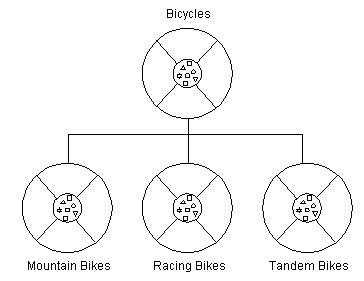 Bicycles
Mountain Bikes
Racing Bikes
Tandem Bikes